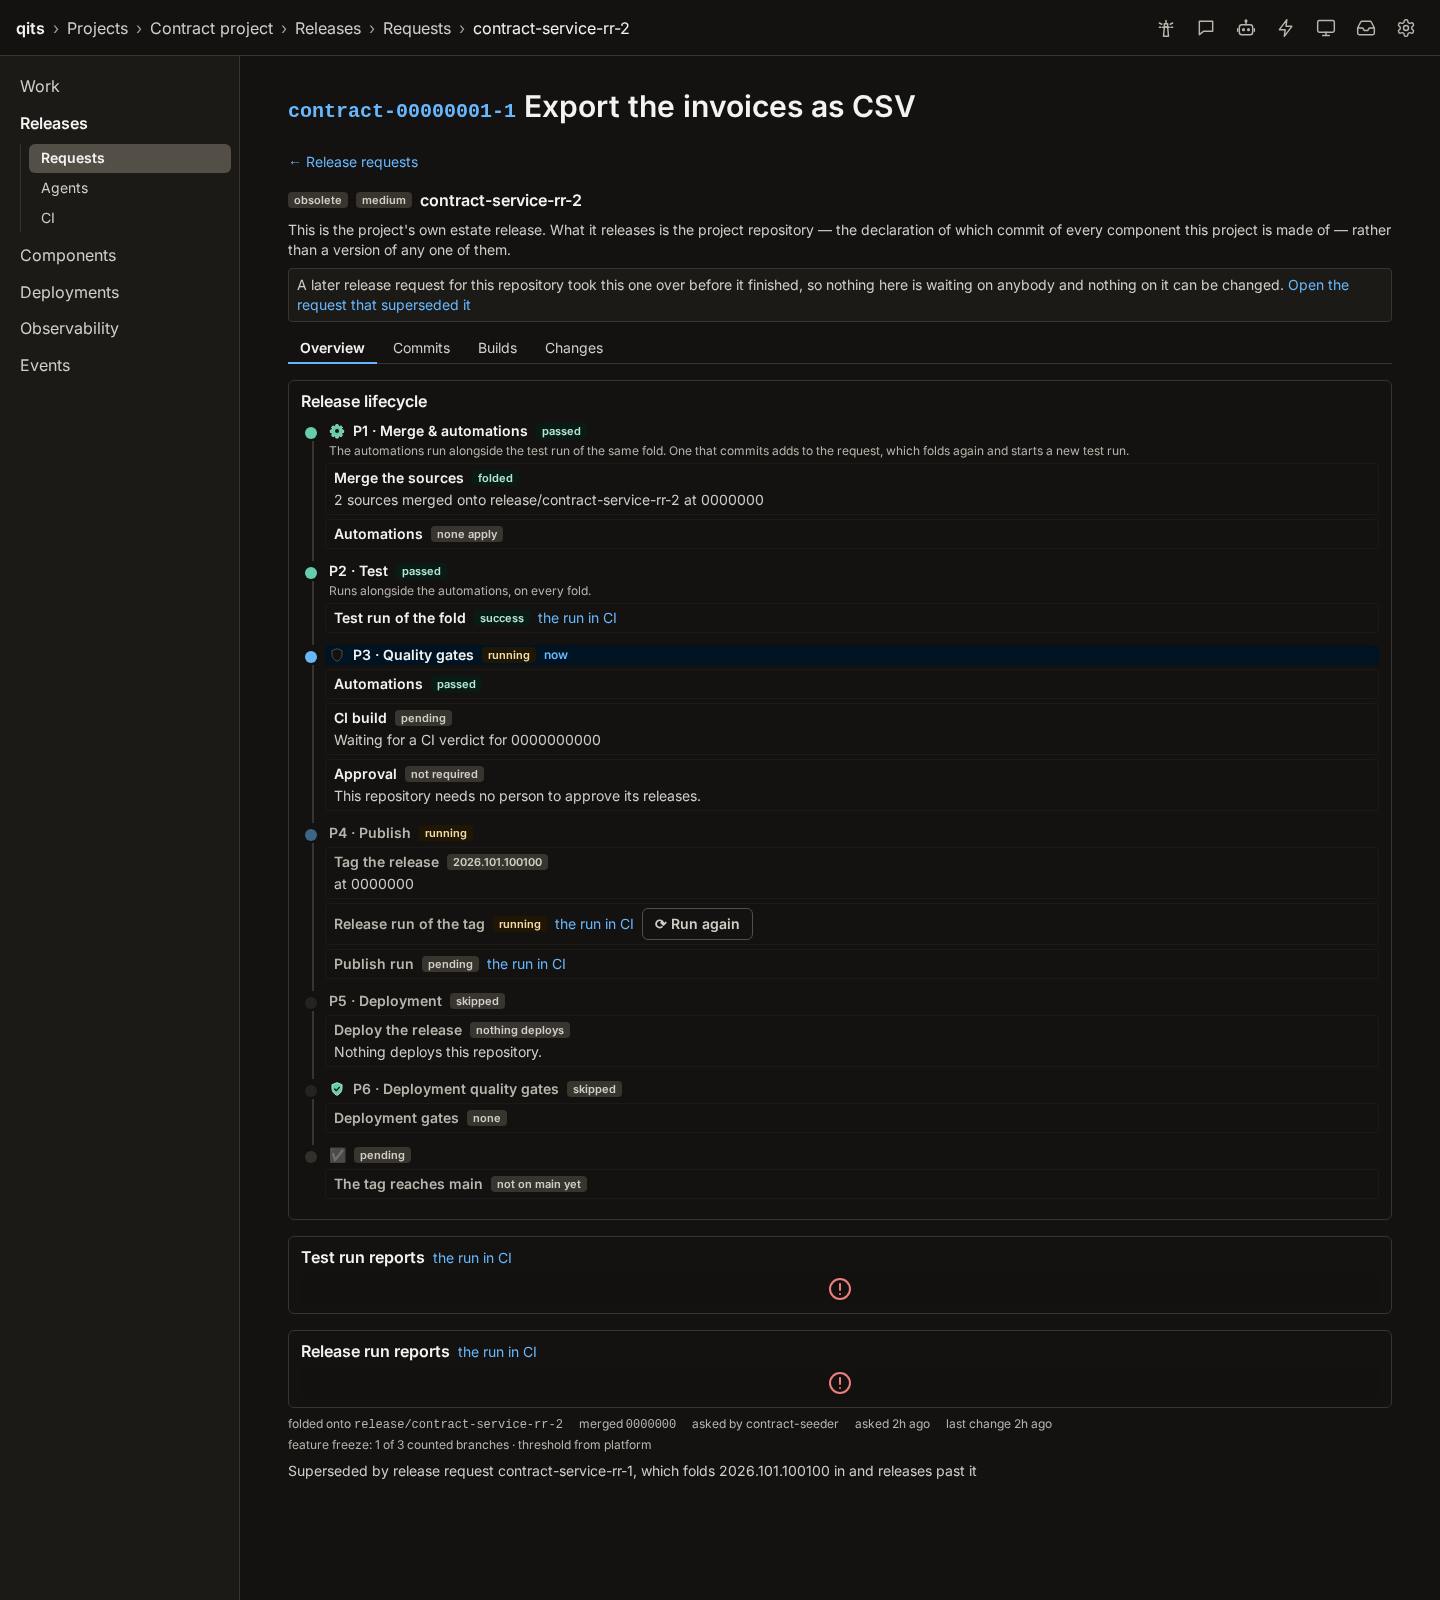 qits › Projects › Contract project › Releases › Requests › contract-service-rr-2
Work
Releases
Requests
Agents
CI
Components
Deployments
Observability
Events
contract-00000001-1 Export the invoices as CSV
← Release requests
obsolete medium contract-service-rr-2
This is the project's own estate release. What it releases is the project repository — the declaration of which commit of every component this project is made of — rather
than a version of any one of them.
A later release request for this repository took this one over before it finished, so nothing here is waiting on anybody and nothing on it can be changed. Open the
request that superseded it
Overview Commits Builds Changes
Release lifecycle
P1 · Merge & automations passed
The automations run alongside the test run of the same fold. One that commits adds to the request, which folds again and starts a new test run.
Merge the sources folded
2 sources merged onto release/contract-service-rr-2 at 0000000
Automations none apply
P2 · Test passed
Runs alongside the automations, on every fold.
Test run of the fold success the run in CI
P3 · Quality gates running now
Automations passed
CI build pending
Waiting for a CI verdict for 0000000000
Approval not required
This repository needs no person to approve its releases.
P4 · Publish running
Tag the release 2026.101.100100
at 0000000
Release run of the tag running the run in CI ⟳ Run again
Publish run pending the run in CI
P5 · Deployment skipped
Deploy the release nothing deploys
Nothing deploys this repository.
P6 · Deployment quality gates skipped
Deployment gates none
pending
The tag reaches main not on main yet
Test run reports the run in CI
Release run reports the run in CI
folded onto release/contract-service-rr-2 merged 0000000 asked by contract-seeder asked 2h ago last change 2h ago
feature freeze: 1 of 3 counted branches · threshold from platform
Superseded by release request contract-service-rr-1, which folds 2026.101.100100 in and releases past it